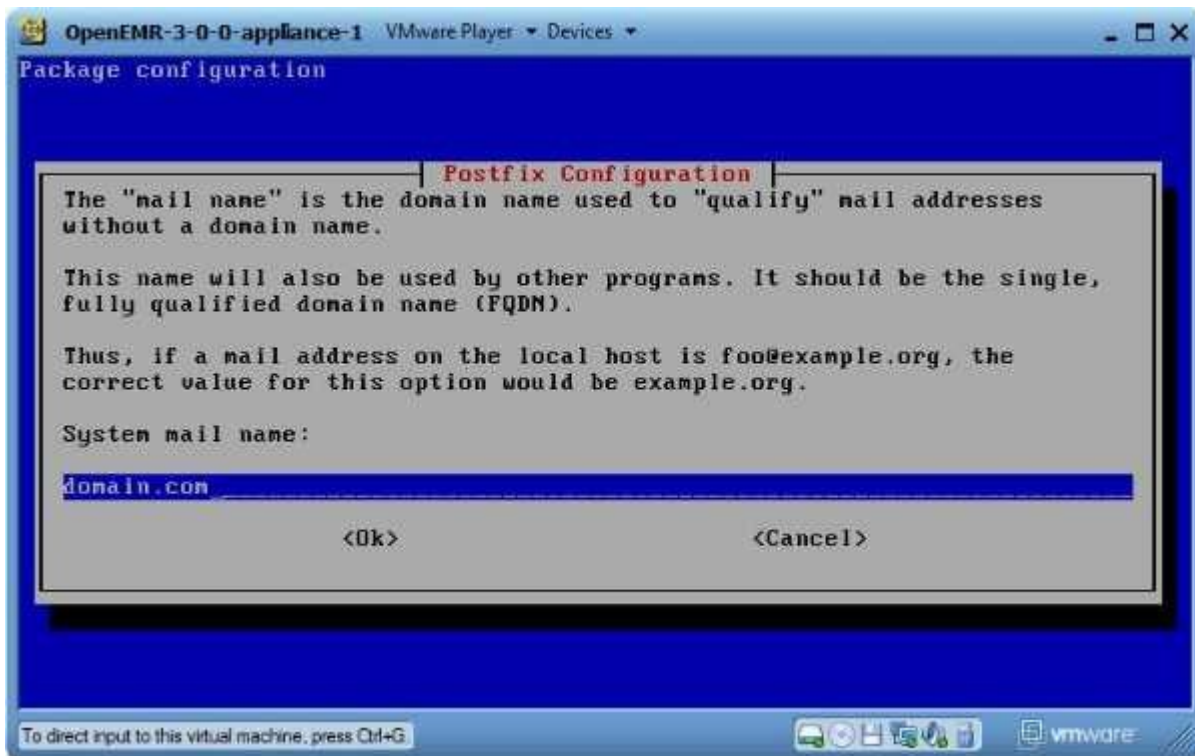 OpenEMR-3-0-0-appliance-1 VMware Player Devices
Package configuration
Postfix Configuration
The "mail name" is the domain name used to "qualify" mail addresses
without a domain name.
This name will also be used by other programs. It should be the single,
fully qualified domain name (FQDN).
Thus, if a mail address on the local host is foo@example.org, the
correct value for this option would be example.org.
System mail name:
domain.com
<Ok> <Cancel>
To direct input to this virtual machine, press Ctrl+G.
vmware